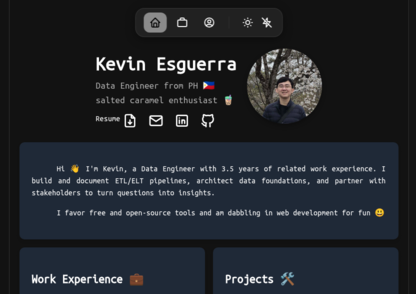 Kevin Esguerra
Data Engineer from PH 🇵🇭
salted caramel enthusiast 🧋
Resume
Hi 👋 I'm Kevin, a Data Engineer with 3.5 years of related work experience. I
build and document ETL/ELT pipelines, architect data foundations, and partner with
stakeholders to turn questions into insights.
I favor free and open-source tools and am dabbling in web development for fun 😃
Work Experience 💼
Projects 🛠️